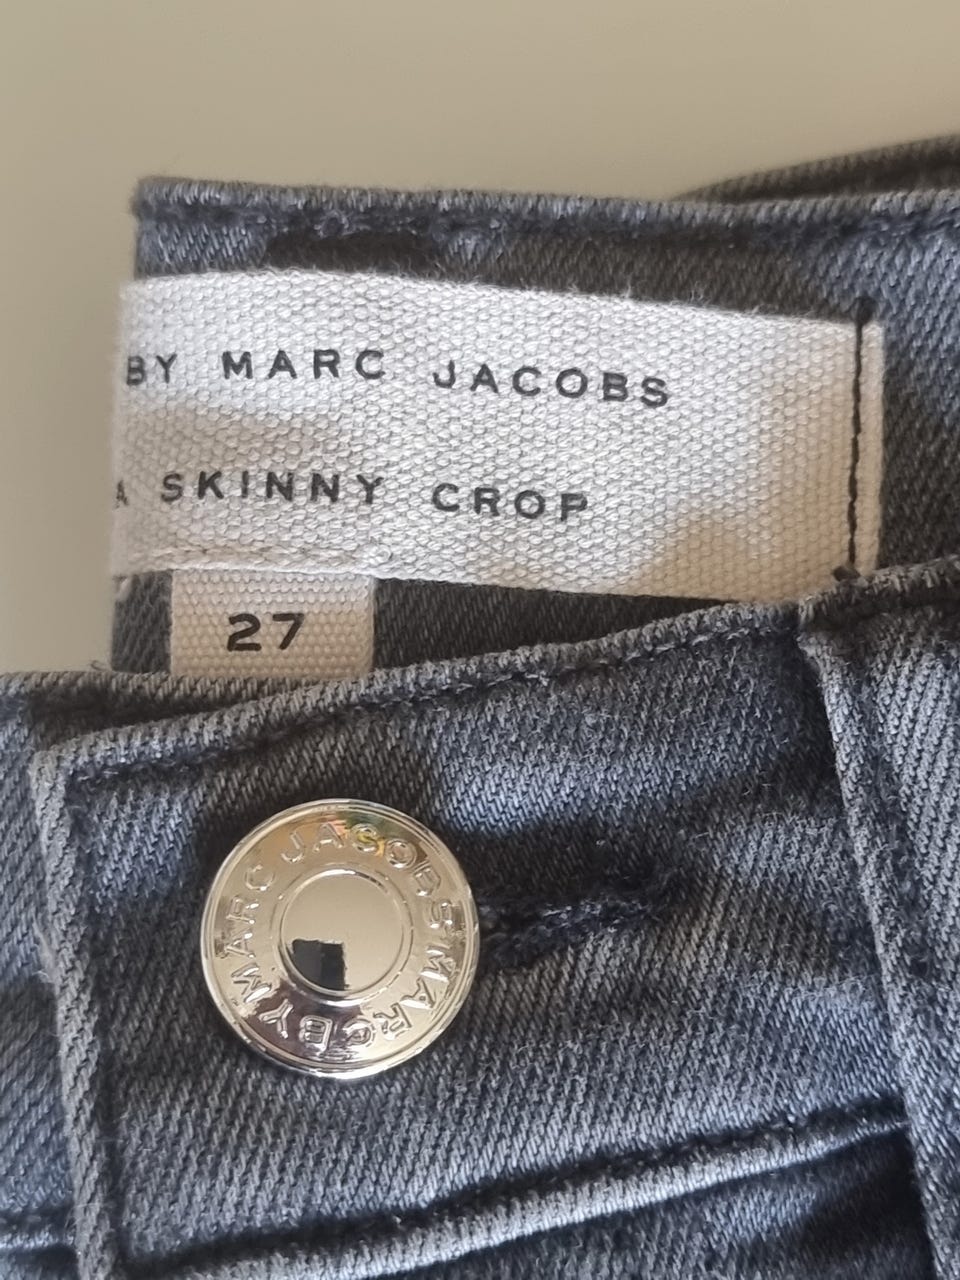 BY MARC JACOBS
A SKINNY CROP
27
MARC BY MARC JACOBS